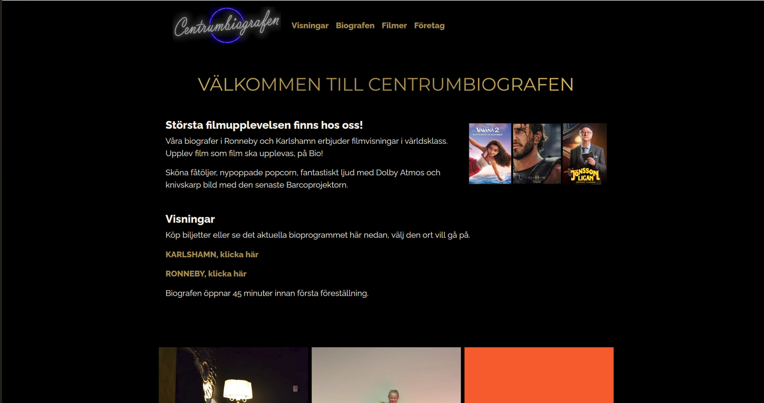 Centrumbiografen
Visningar Biografen Filmer Företag
VÄLKOMMEN TILL CENTRUMBIOGRAFEN
Största filmupplevelsen finns hos oss!
Våra biografer i Ronneby och Karlshamn erbjuder filmvisningar i världsklass.
Upplev film som film ska upplevas, på Bio!
Sköna fåtöljer, nypoppade popcorn, fantastiskt ljud med Dolby Atmos och
knivskarp bild med den senaste Barcoprojektorn.
VAIANA 2
JÖNSSON
LIGAN
Visningar
Köp biljetter eller se det aktuella bioprogrammet här nedan, välj den ort vill gå på.
KARLSHAMN, klicka här
RONNEBY, klicka här
Biografen öppnar 45 minuter innan första föreställning.